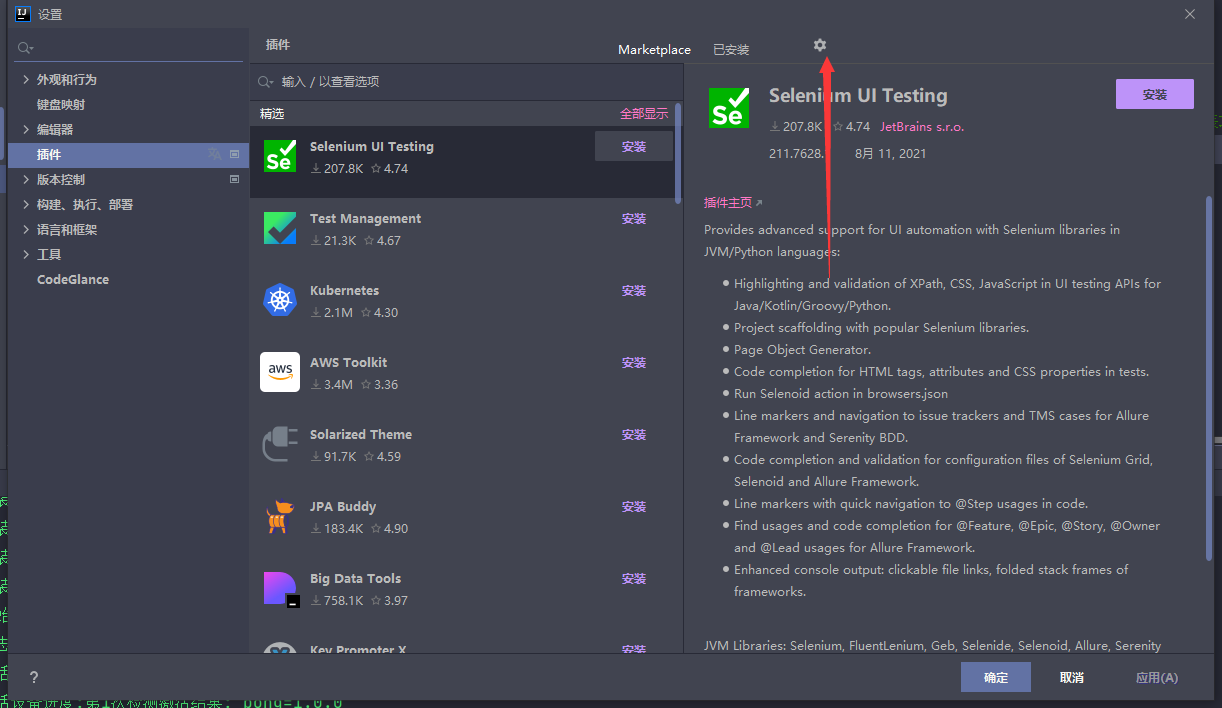 设置
外观和行为
键盘映射
编辑器
插件
版本控制
构建、执行、部署
语言和框架
工具
CodeGlance
插件
Marketplace
已安装
输入 / 以查看选项
精选
全部显示
Se
Selenium UI Testing
207.8K 4.74
安装
Test Management
21.3K 4.67
安装
Kubernetes
2.1M 4.30
安装
aws
AWS Toolkit
3.4M 3.36
安装
Solarized Theme
91.7K 4.59
安装
JPA Buddy
183.4K 4.90
安装
Big Data Tools
758.1K 3.97
安装
Key Promoter X
安装
Se
Selenium UI Testing
安装
207.8K 4.74 JetBrains s.r.o.
211.7628. 8月 11, 2021
插件主页
Provides advanced support for UI automation with Selenium libraries in
JVM/Python languages:
Highlighting and validation of XPath, CSS, JavaScript in UI testing APIs for
Java/Kotlin/Groovy/Python.
Project scaffolding with popular Selenium libraries.
Page Object Generator.
Code completion for HTML tags, attributes and CSS properties in tests.
Run Selenoid action in browsers.json
Line markers and navigation to issue trackers and TMS cases for Allure
Framework and Serenity BDD.
Code completion and validation for configuration files of Selenium Grid,
Selenoid and Allure Framework.
Line markers with quick navigation to @Step usages in code.
Find usages and code completion for @Feature, @Epic, @Story, @Owner
and @Lead usages for Allure Framework.
Enhanced console output: clickable file links, folded stack frames of
frameworks.
JVM Libraries: Selenium, FluentLenium, Geb, Selenide, Selenoid, Allure, Serenity
?
确定
取消
应用(A)